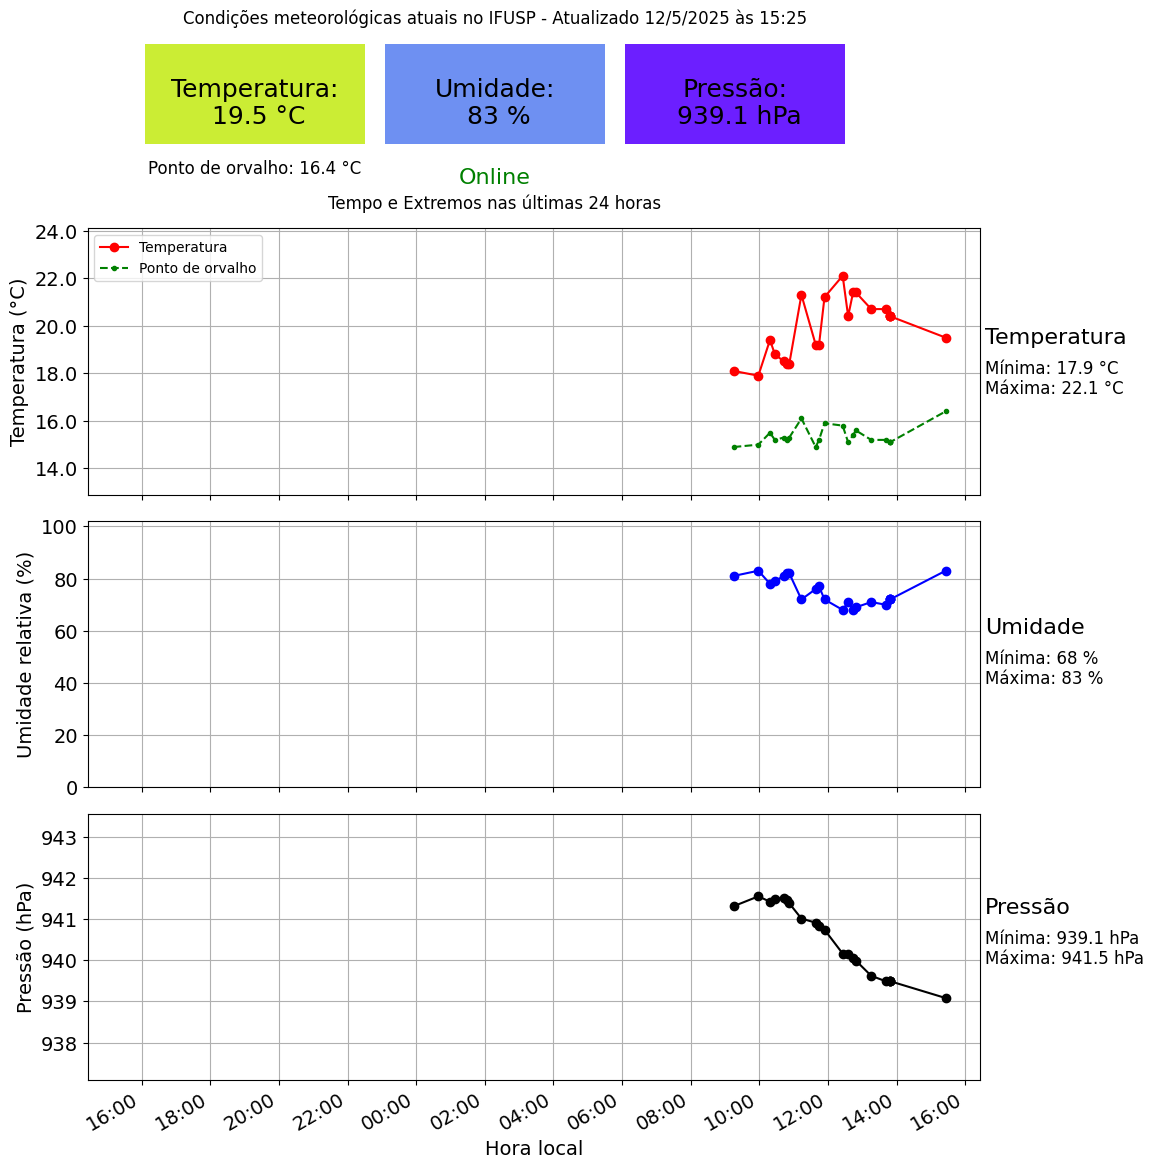 Condições meteorológicas atuais no IFUSP - Atualizado 12/5/2025 às 15:25
Temperatura:
19.5 °C
Umidade:
83 %
Pressão:
939.1 hPa
Ponto de orvalho: 16.4 °C
Online
Tempo e Extremos nas últimas 24 horas
Temperatura (°C)
24.0
22.0
20.0
18.0
16.0
14.0
Temperatura
Ponto de orvalho
Temperatura
Mínima: 17.9 °C
Máxima: 22.1 °C
Umidade relativa (%)
100
80
60
40
20
0
Umidade
Mínima: 68 %
Máxima: 83 %
Pressão (hPa)
943
942
941
940
939
938
Pressão
Mínima: 939.1 hPa
Máxima: 941.5 hPa
16:00
18:00
20:00
22:00
00:00
02:00
04:00
06:00
08:00
10:00
12:00
14:00
16:00
Hora local